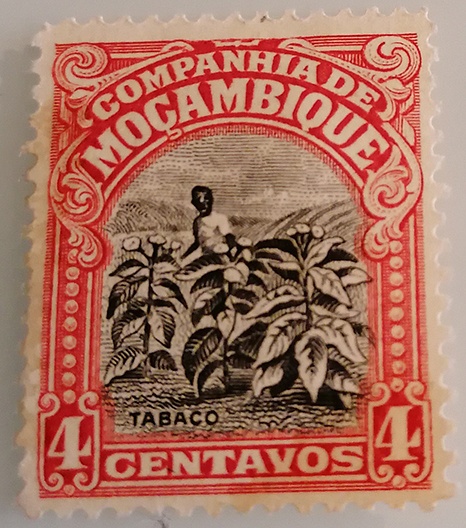 COMPANHIA DE
MOÇAMBIQUE
TABACO
4 CENTAVOS 4